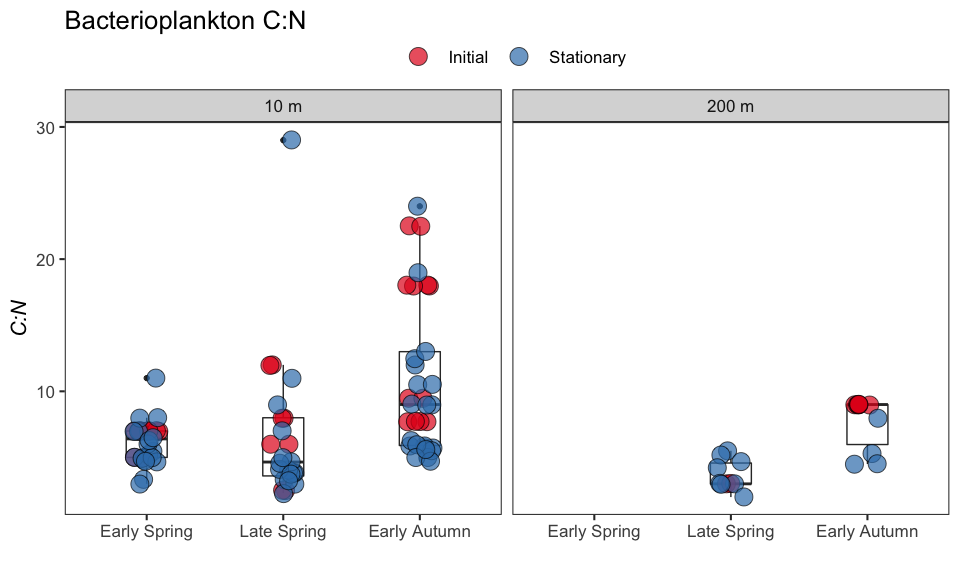 Bacterioplankton C:N
Initial Stationary
10 m 200 m
30
20
10
C:N
Early Spring Late Spring Early Autumn Early Spring Late Spring Early Autumn